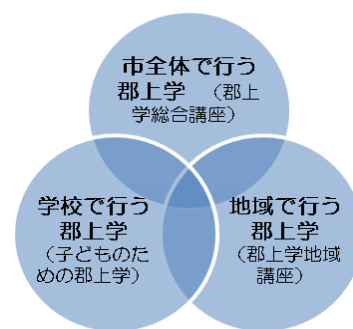 市全体で行う
郡上学 （郡上
学総合講座）
学校で行う
郡上学
（子どものた
めの郡上学）
地域で行う
郡上学
（郡上学地域
講座）